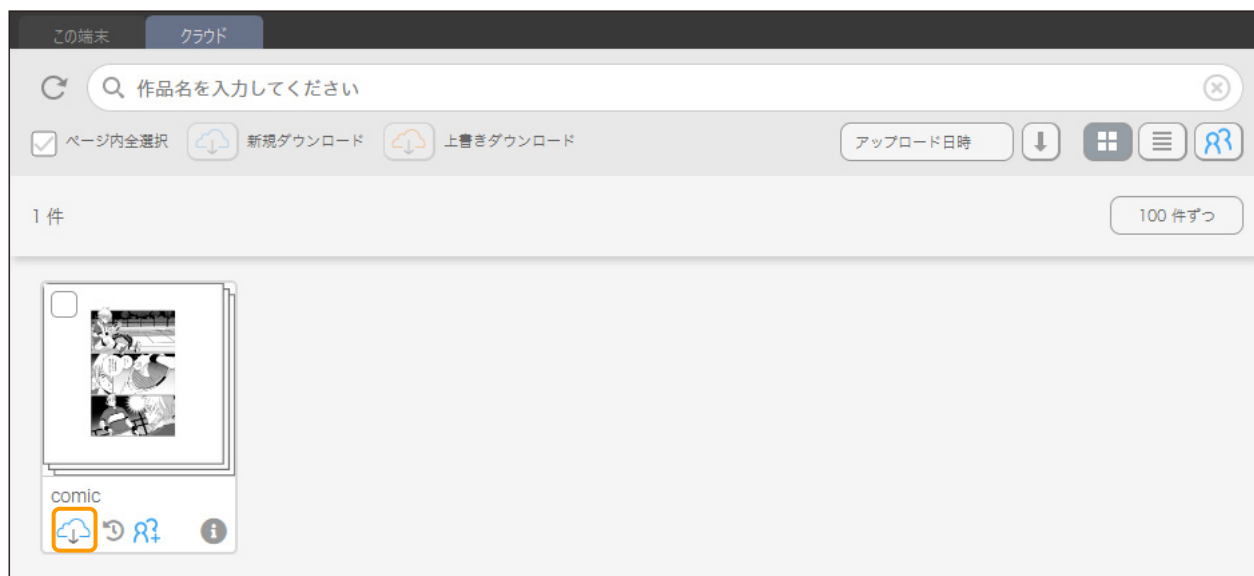 この端末 クラウド
作品名を入力してください
ページ内全選択 新規ダウンロード 上書きダウンロード アップロード日時
1 件 100 件ずつ
comic